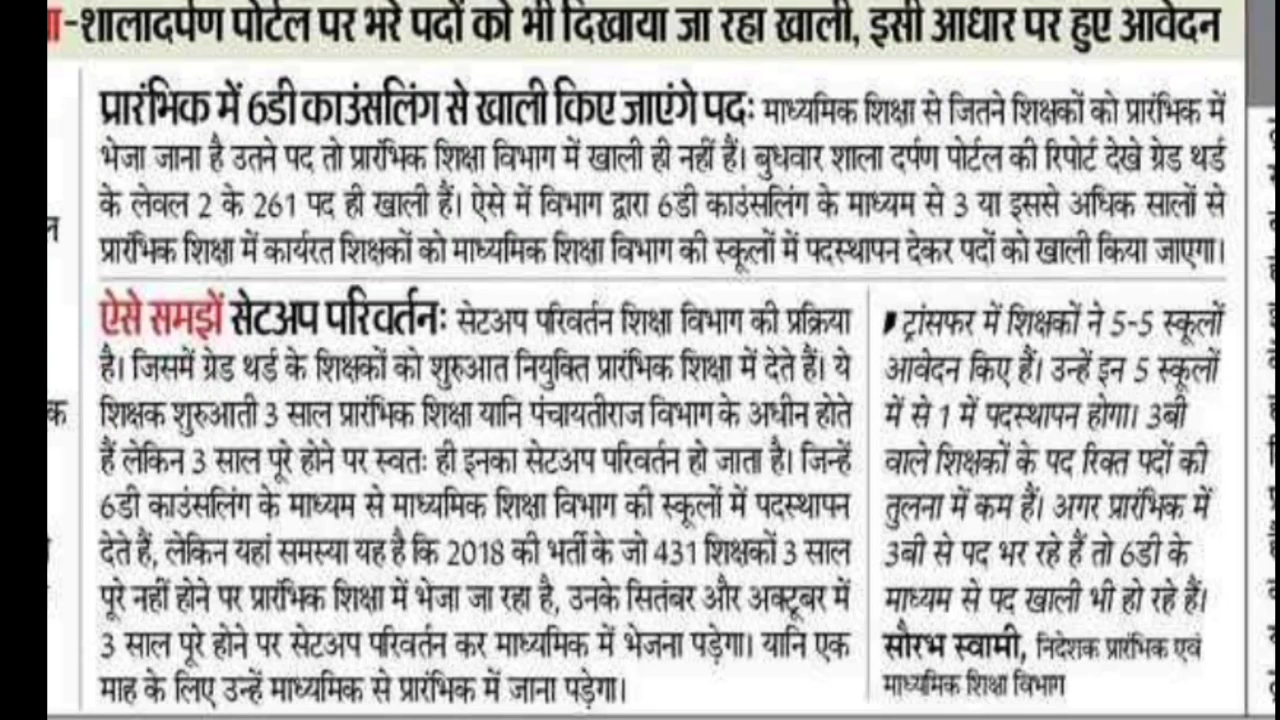 -शालादर्पण पोर्टल पर भरे पदों को भी दिखाया जा रहा खाली, इसी आधार पर हुए आवेदन
प्रारंभिक में 6डी काउंसलिंग से खाली किए जाएंगे पदः माध्यमिक शिक्षा से जितने शिक्षकों को प्रारंभिक में
भेजा जाना है उतने पद तो प्रारंभिक शिक्षा विभाग में खाली ही नहीं हैं। बुधवार शाला दर्पण पोर्टल की रिपोर्ट देखे ग्रेड थर्ड
के लेवल 2 के 261 पद ही खाली हैं। ऐसे में विभाग द्वारा 6डी काउंसलिंग के माध्यम से 3 या इससे अधिक सालों से
प्रारंभिक शिक्षा में कार्यरत शिक्षकों को माध्यमिक शिक्षा विभाग की स्कूलों में पदस्थापन देकर पदों को खाली किया जाएगा।
ऐसे समझें सेटअप परिवर्तनः सेटअप परिवर्तन शिक्षा विभाग की प्रक्रिया
है। जिसमें ग्रेड थर्ड के शिक्षकों को शुरुआत नियुक्ति प्रारंभिक शिक्षा में देते हैं। ये
शिक्षक शुरुआती 3 साल प्रारंभिक शिक्षा यानि पंचायतीराज विभाग के अधीन होते
हैं लेकिन 3 साल पूरे होने पर स्वतः ही इनका सेटअप परिवर्तन हो जाता है। जिन्हें
6डी काउंसलिंग के माध्यम से माध्यमिक शिक्षा विभाग की स्कूलों में पदस्थापन
देते हैं, लेकिन यहां समस्या यह है कि 2018 की भर्ती के जो 431 शिक्षकों 3 साल
पूरे नहीं होने पर प्रारंभिक शिक्षा में भेजा जा रहा है, उनके सितंबर और अक्टूबर में
3 साल पूरे होने पर सेटअप परिवर्तन कर माध्यमिक में भेजना पड़ेगा। यानि एक
माह के लिए उन्हें माध्यमिक से प्रारंभिक में जाना पड़ेगा।
ट्रांसफर में शिक्षकों ने 5-5 स्कूलों
आवेदन किए हैं। उन्हें इन 5 स्कूलों
में से 1 में पदस्थापन होगा। 3बी
वाले शिक्षकों के पद रिक्त पदों की
तुलना में कम हैं। अगर प्रारंभिक में
3बी से पद भर रहे हैं तो 6डी के
माध्यम से पद खाली भी हो रहे हैं।
सौरभ स्वामी, निदेशक प्रारंभिक एवं
माध्यमिक शिक्षा विभाग